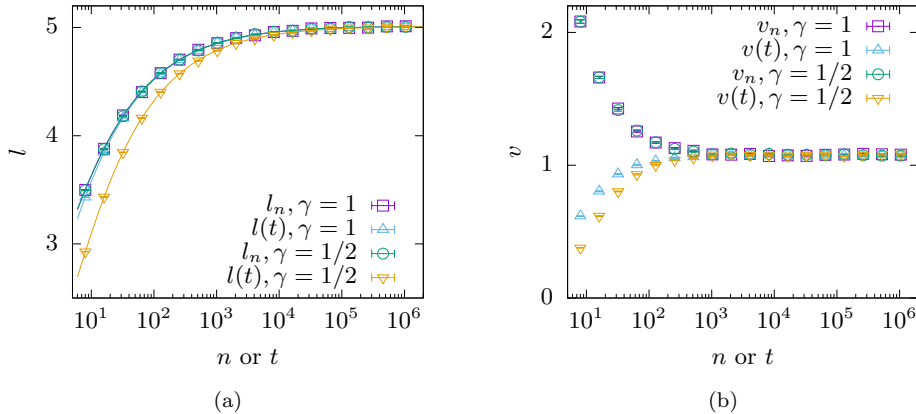 5
4
3
l
l_n, γ = 1
l(t), γ = 1
l_n, γ = 1/2
l(t), γ = 1/2
10^1 10^2 10^3 10^4 10^5 10^6
n or t
(a)
2
1
0
v
v_n, γ = 1
v(t), γ = 1
v_n, γ = 1/2
v(t), γ = 1/2
10^1 10^2 10^3 10^4 10^5 10^6
n or t
(b)